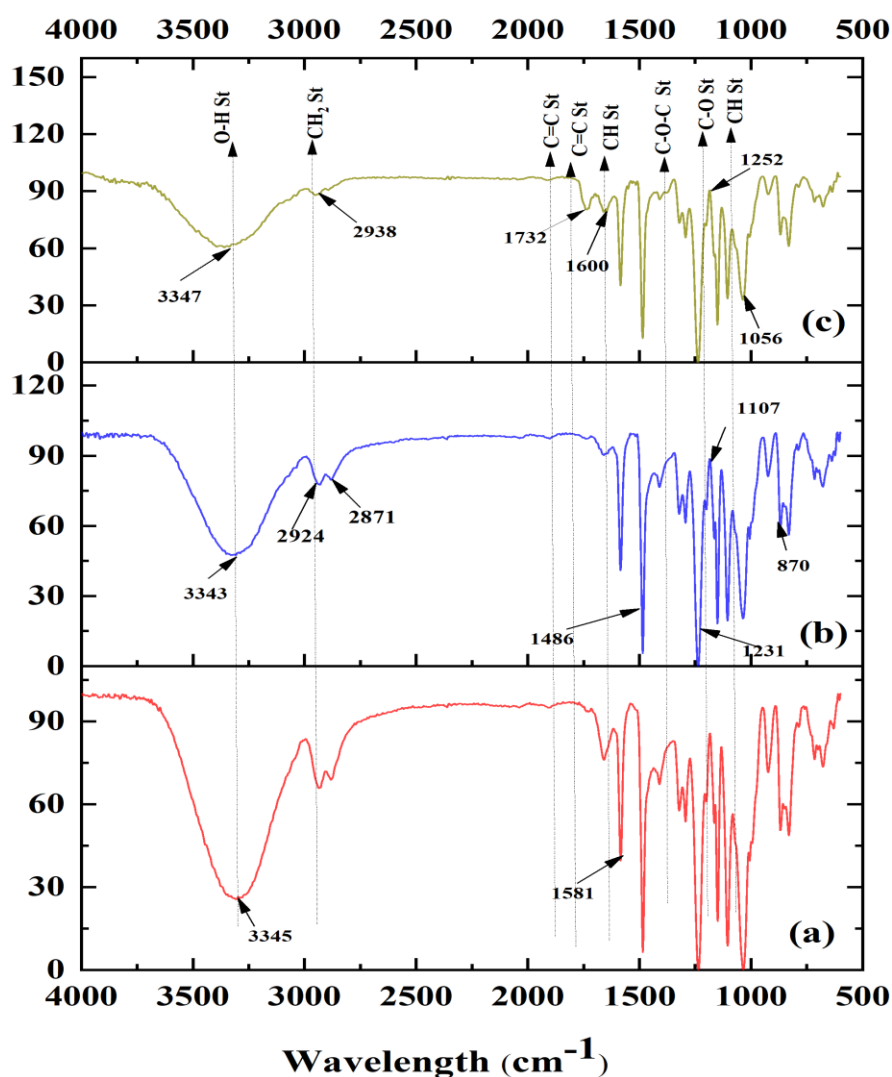 4000 3500 3000 2500 2000 1500 1000 500
150
120
90
60
30
0
O-H St
CH2 St
C=C St
C=C St
CH St
C-O-C St
C-O St
CH St
1252
2938
3347
1732
1600
1056
(c)
120
90
60
30
0
1107
2924
2871
3343
1486
1231
870
(b)
90
60
30
0
1581
3345
(a)
4000 3500 3000 2500 2000 1500 1000 500
Wavelength (cm-1)